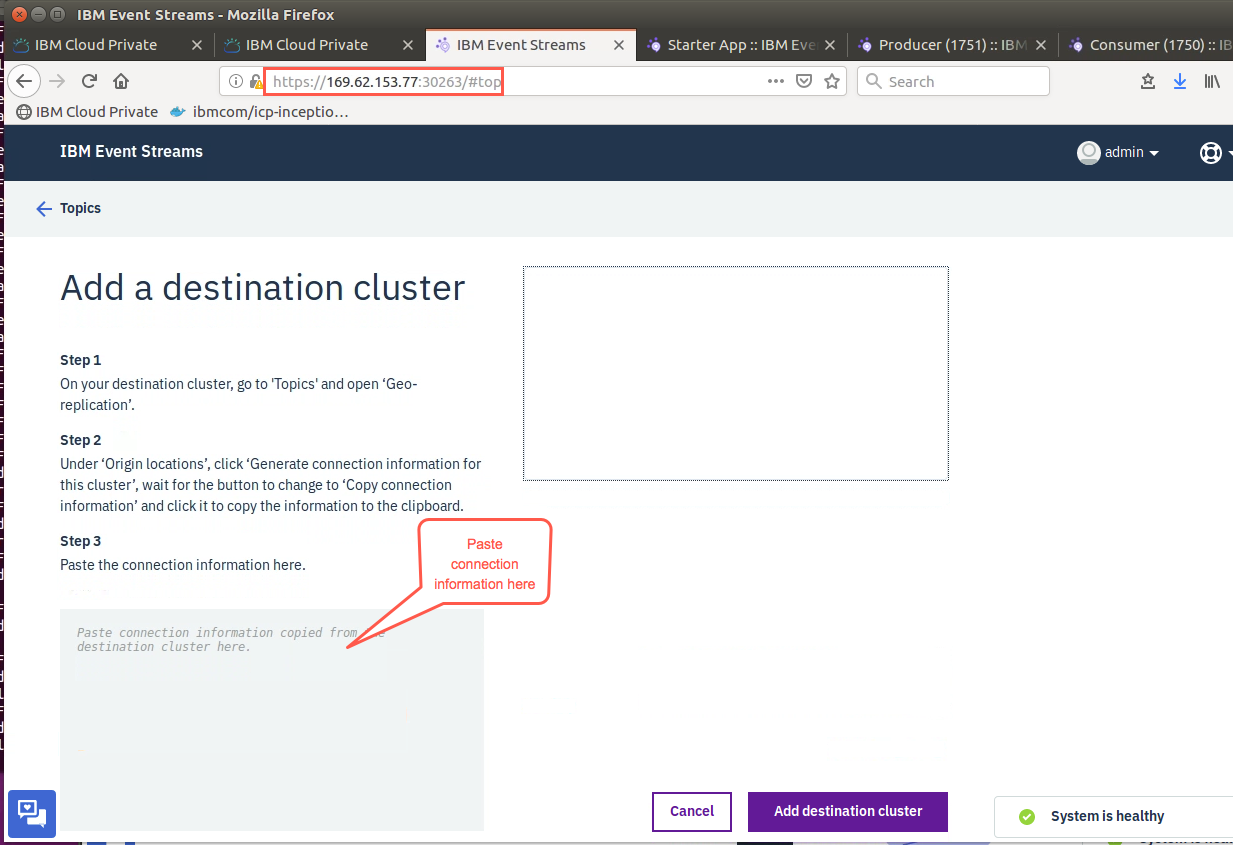 IBM Event Streams - Mozilla Firefox
IBM Cloud Private
IBM Cloud Private
IBM Event Streams
Starter App :: IBM Eve
Producer (1751) :: IBM
Consumer (1750) :: IB
https://169.62.153.77:30263/#top
Search
IBM Cloud Private
ibmcom/icp-inceptio…
IBM Event Streams
admin
Topics
Add a destination cluster
Step 1
On your destination cluster, go to 'Topics' and open ‘Geo-
replication’.
Step 2
Under ‘Origin locations’, click ‘Generate connection information for
this cluster’, wait for the button to change to ‘Copy connection
information’ and click it to copy the information to the clipboard.
Step 3
Paste the connection information here.
Paste
connection
information here
Paste connection information copied from
destination cluster here.
Cancel
Add destination cluster
System is healthy